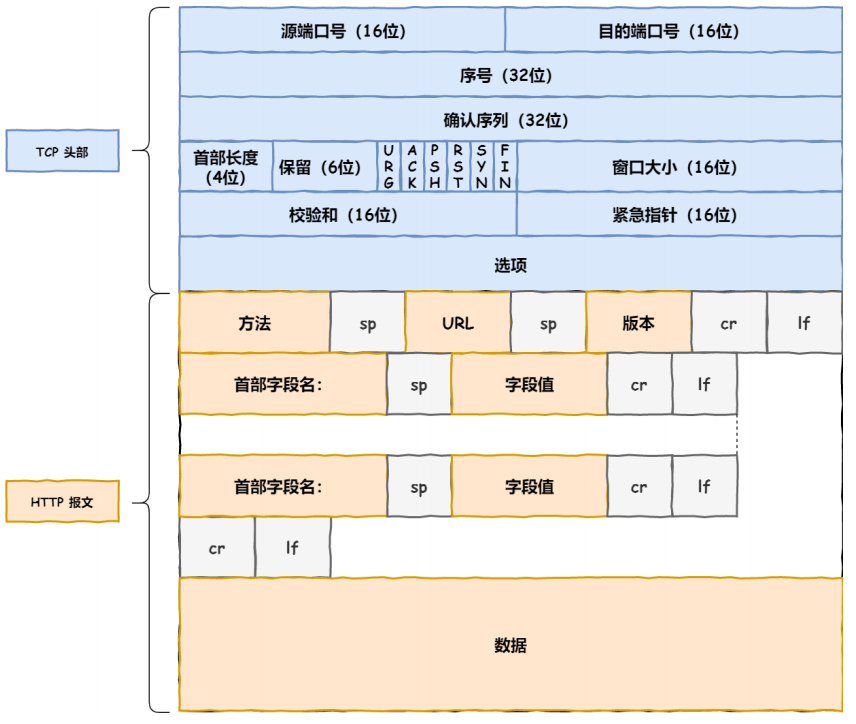 源端口号（16位）
目的端口号（16位）
序号（32位）
确认序列（32位）
TCP 头部
首部长度
（4位）
保留（6位）
URG
ACK
PSH
RST
SYN
FIN
窗口大小（16位）
校验和（16位）
紧急指针（16位）
选项
方法
sp
URL
sp
版本
cr
lf
首部字段名：
sp
字段值
cr
lf
HTTP 报文
首部字段名：
sp
字段值
cr
lf
cr
lf
数据